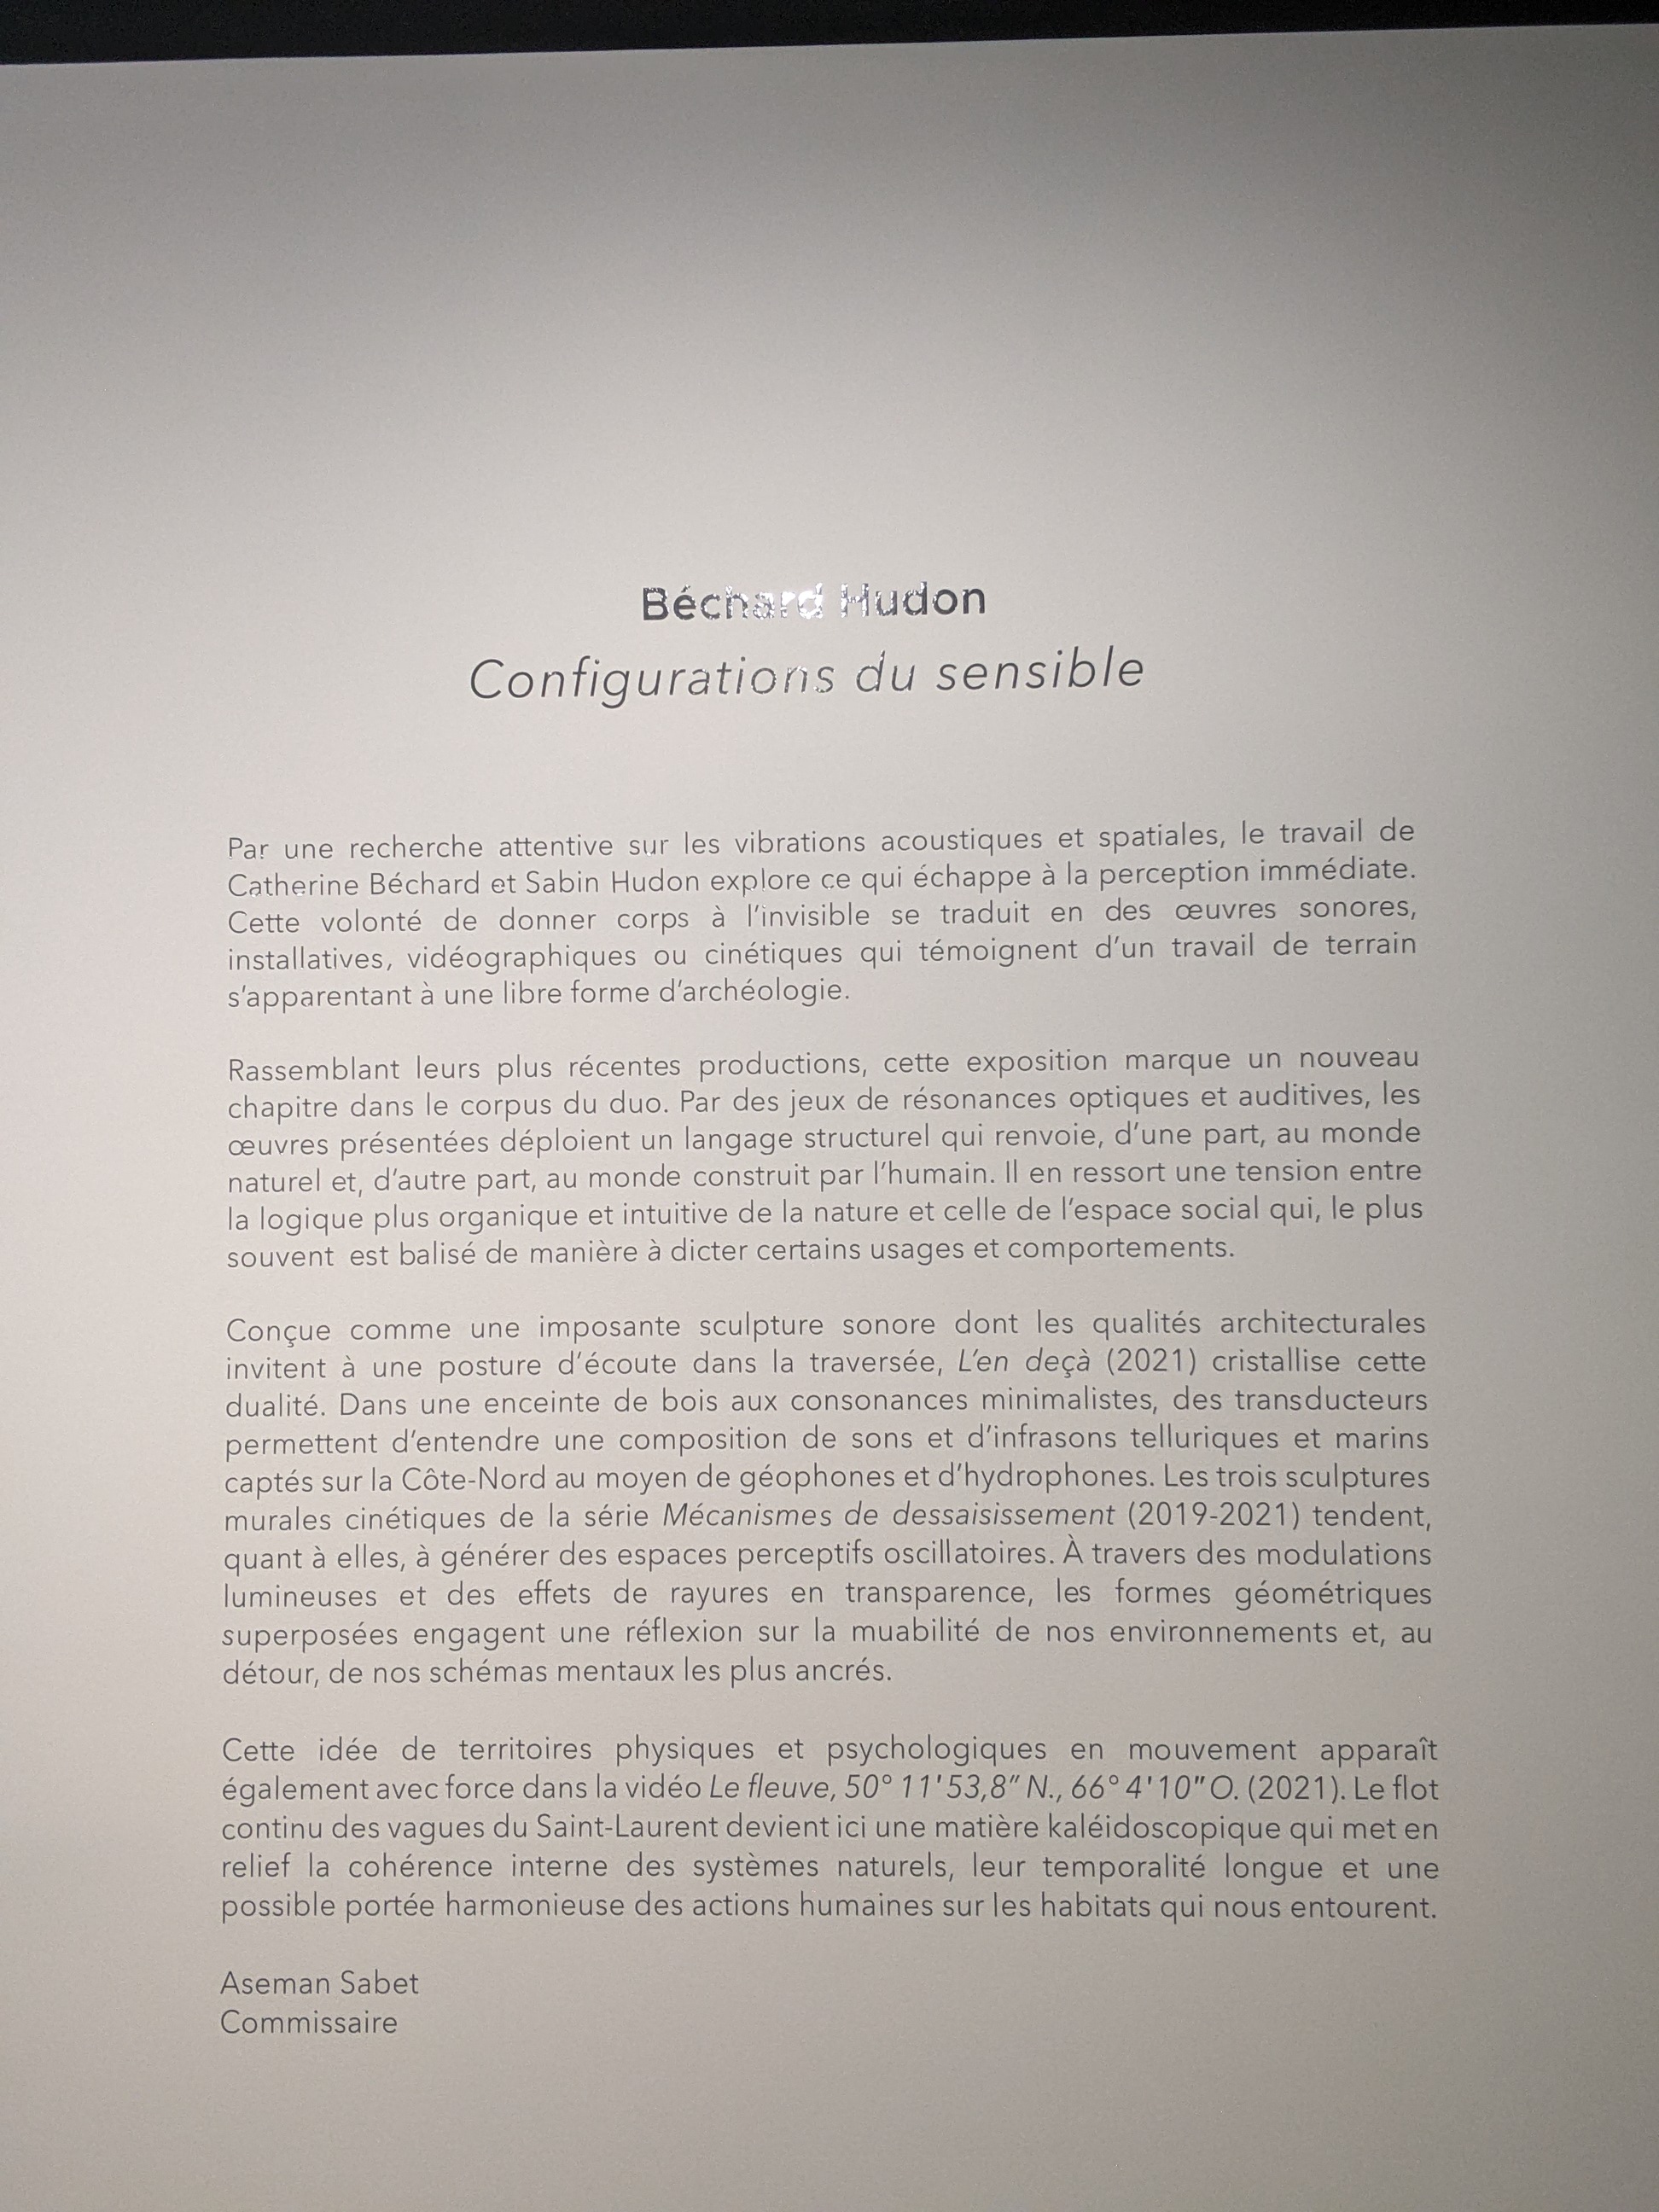 Béchard Hudon
Configurations du sensible
Par une recherche attentive sur les vibrations acoustiques et spatiales, le travail de
Catherine Béchard et Sabin Hudon explore ce qui échappe à la perception immédiate.
Cette volonté de donner corps à l'invisible se traduit en des œuvres sonores,
installatives, vidéographiques ou cinétiques qui témoignent d'un travail de terrain
s'apparentant à une libre forme d'archéologie.
Rassemblant leurs plus récentes productions, cette exposition marque un nouveau
chapitre dans le corpus du duo. Par des jeux de résonances optiques et auditives, les
œuvres présentées déploient un langage structurel qui renvoie, d'une part, au monde
naturel et, d'autre part, au monde construit par l'humain. Il en ressort une tension entre
la logique plus organique et intuitive de la nature et celle de l'espace social qui, le plus
souvent est balisé de manière à dicter certains usages et comportements.
Conçue comme une imposante sculpture sonore dont les qualités architecturales
invitent à une posture d'écoute dans la traversée, L'en deçà (2021) cristallise cette
dualité. Dans une enceinte de bois aux consonances minimalistes, des transducteurs
permettent d'entendre une composition de sons et d'infrasons telluriques et marins
captés sur la Côte-Nord au moyen de géophones et d'hydrophones. Les trois sculptures
murales cinétiques de la série Mécanismes de dessaisissement (2019-2021) tendent,
quant à elles, à générer des espaces perceptifs oscillatoires. À travers des modulations
lumineuses et des effets de rayures en transparence, les formes géométriques
superposées engagent une réflexion sur la muabilité de nos environnements et, au
détour, de nos schémas mentaux les plus ancrés.
Cette idée de territoires physiques et psychologiques en mouvement apparaît
également avec force dans la vidéo Le fleuve, 50° 11'53,8" N., 66° 4'10" O. (2021). Le flot
continu des vagues du Saint-Laurent devient ici une matière kaléidoscopique qui met en
relief la cohérence interne des systèmes naturels, leur temporalité longue et une
possible portée harmonieuse des actions humaines sur les habitats qui nous entourent.
Aseman Sabet
Commissaire